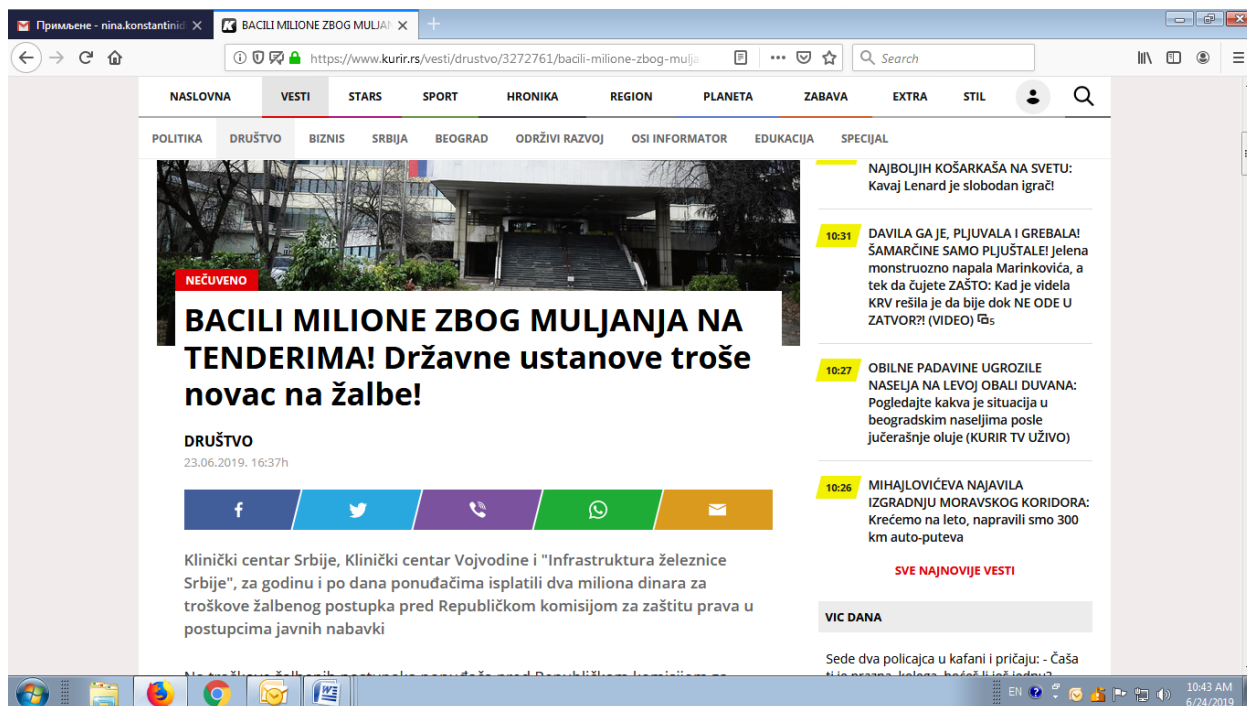 Примљене - nina.konstantinid
BACILI MILIONE ZBOG MULJAN
https://www.kurir.rs/vesti/drustvo/3272761/bacili-milione-zbog-mulja
Search
NASLOVNA VESTI STARS SPORT HRONIKA REGION PLANETA ZABAVA EXTRA STIL
POLITIKA DRUŠTVO BIZNIS SRBIJA BEOGRAD ODRŽIVI RAZVOJ OSI INFORMATOR EDUKACIJA SPECIJAL
NEČUVENO
BACILI MILIONE ZBOG MULJANJA NA
TENDERIMA! Državne ustanove troše
novac na žalbe!
DRUŠTVO
23.06.2019. 16:37h
Klinički centar Srbije, Klinički centar Vojvodine i "Infrastruktura železnice
Srbije", za godinu i po dana ponuđačima isplatili dva miliona dinara za
troškove žalbenog postupka pred Republičkom komisijom za zaštitu prava u
postupcima javnih nabavki
NAJBOLJIH KOŠARKAŠA NA SVETU:
Kavaj Lenard je slobodan igrač!
10:31
DAVILA GA JE, PLJUVALA I GREBALA!
ŠAMARČINE SAMO PLJUŠTALE! Jelena
monstruozno napala Marinkovića, a
tek da čujete ZAŠTO: Kad je videla
KRV rešila je da bije dok NE ODE U
ZATVOR?! (VIDEO) 5
10:27
OBILNE PADAVINE UGROZILE
NASELJA NA LEVOJ OBALI DUVANA:
Pogledajte kakva je situacija u
beogradskim naseljima posle
jučerašnje oluje (KURIR TV UŽIVO)
10:26
MIHAJLOVIĆEVA NAJAVILA
IZGRADNJU MORAVSKOG KORIDORA:
Krećemo na leto, napravili smo 300
km auto-puteva
SVE NAJNOVIJE VESTI
VIC DANA
Sede dva policajca u kafani i pričaju: - Čaša
EN
10:43 AM
6/24/2019